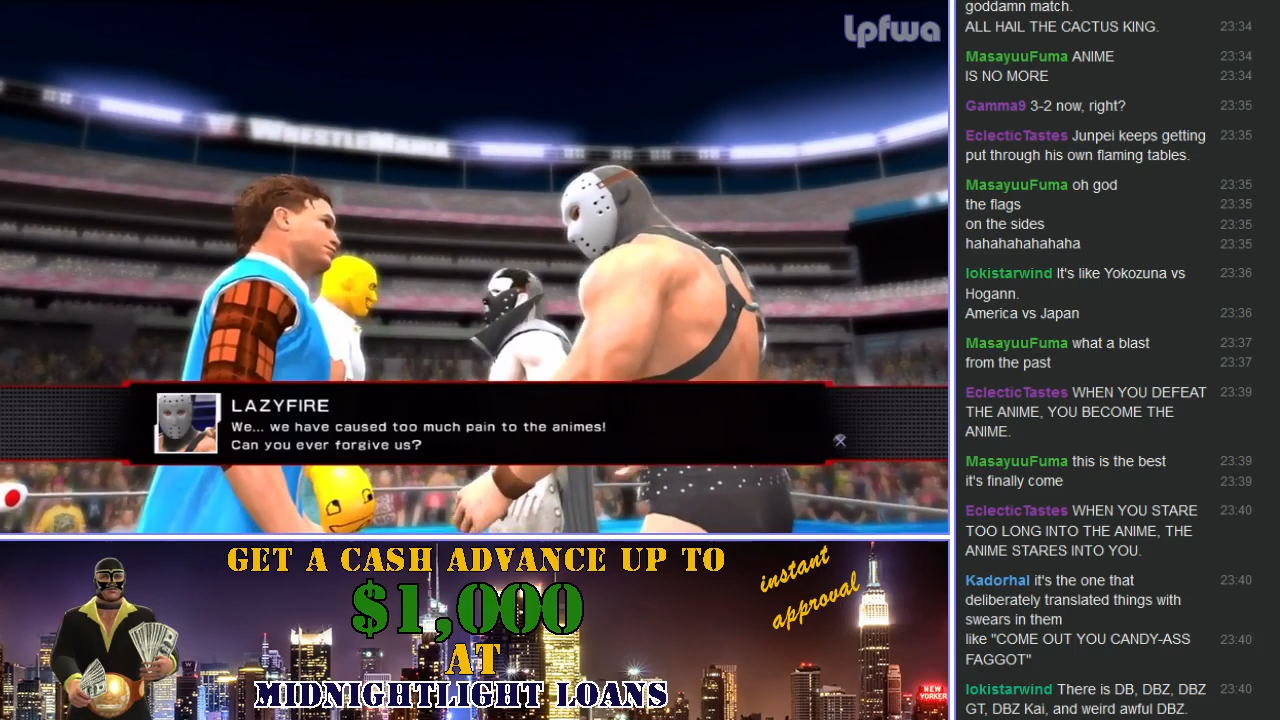 lpfwa
WRESTLEMANIA
LAZYFIRE
We... we have caused too much pain to the animes!
Can you ever forgive us?
GET A CASH ADVANCE UP TO
$1,000
AT
MIDNIGHTLIGHT LOANS
instant
approval
NEW YORKER
goddamn match.
ALL HAIL THE CACTUS KING. 23:34
MasayuuFuma ANIME 23:34
IS NO MORE 23:34
Gamma9 3-2 now, right? 23:35
EclecticTastes Junpei keeps getting 23:35
put through his own flaming tables.
MasayuuFuma oh god 23:35
the flags 23:35
on the sides 23:35
hahahahahahaha 23:35
lokistarwind It's like Yokozuna vs 23:36
Hogann.
America vs Japan 23:36
MasayuuFuma what a blast 23:37
from the past 23:37
EclecticTastes WHEN YOU DEFEAT 23:39
THE ANIME, YOU BECOME THE
ANIME.
MasayuuFuma this is the best 23:39
it's finally come 23:39
EclecticTastes WHEN YOU STARE 23:40
TOO LONG INTO THE ANIME, THE
ANIME STARES INTO YOU.
Kadorhal it's the one that 23:40
deliberately translated things with
swears in them
like "COME OUT YOU CANDY-ASS 23:40
FAGGOT"
lokistarwind There is DB, DBZ, DBZ 23:40
GT, DBZ Kai, and weird awful DBZ.